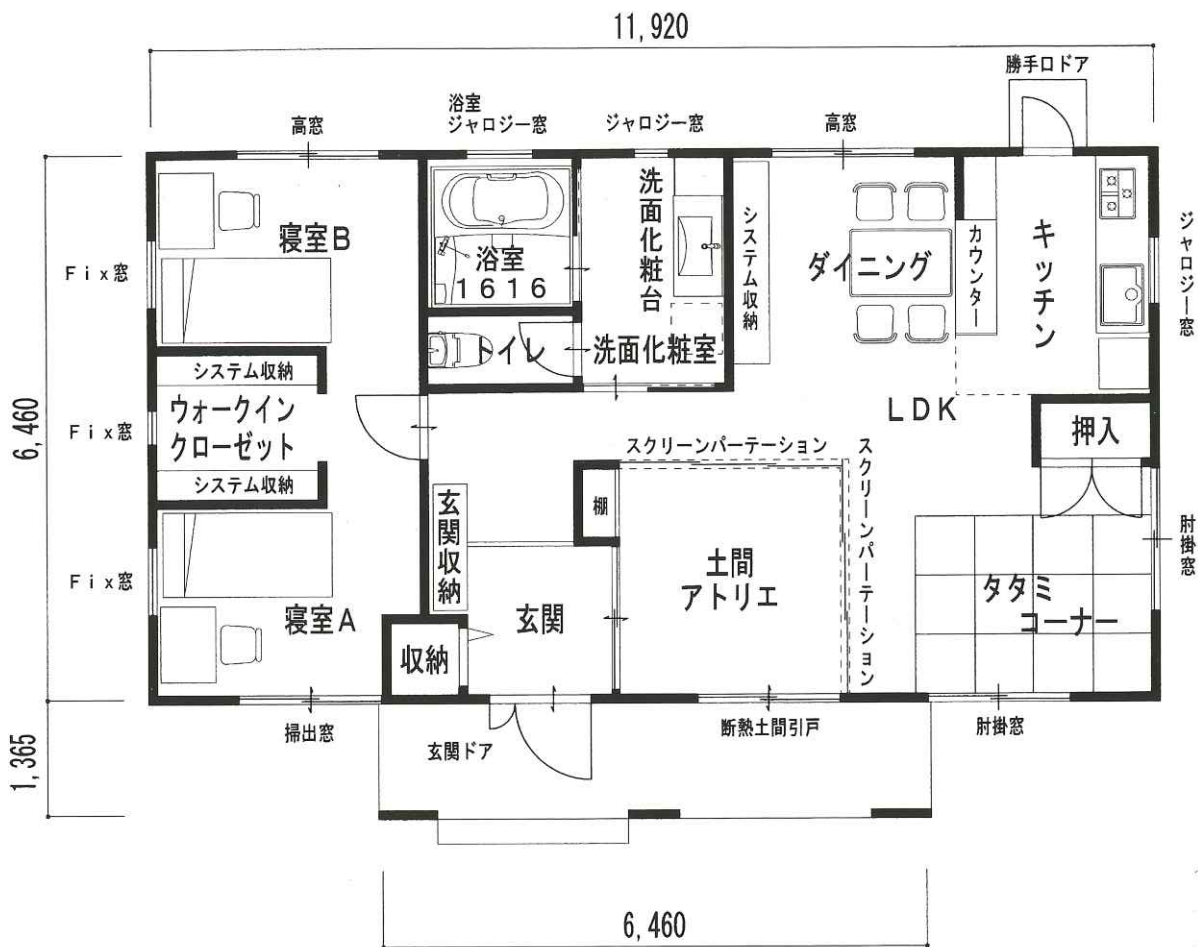 11,920
勝手口ドア
高窓
浴室
ジャロジー窓
ジャロジー窓
高窓
寝室B
浴室
1616
洗面化粧台
システム収納
ダイニング
カウンター
キッチン
Fix窓
ジャロジー窓
トイレ
洗面化粧室
システム収納
ウォークイン
クローゼット
システム収納
Fix窓
6,460
LDK
押入
スクリーンパーテーション
スクリーンパーテーション
棚
玄関収納
土間
アトリエ
肘掛窓
タタミ
コーナー
Fix窓
寝室A
収納
玄関
掃出窓
玄関ドア
断熱土間引戸
肘掛窓
1,365
6,460